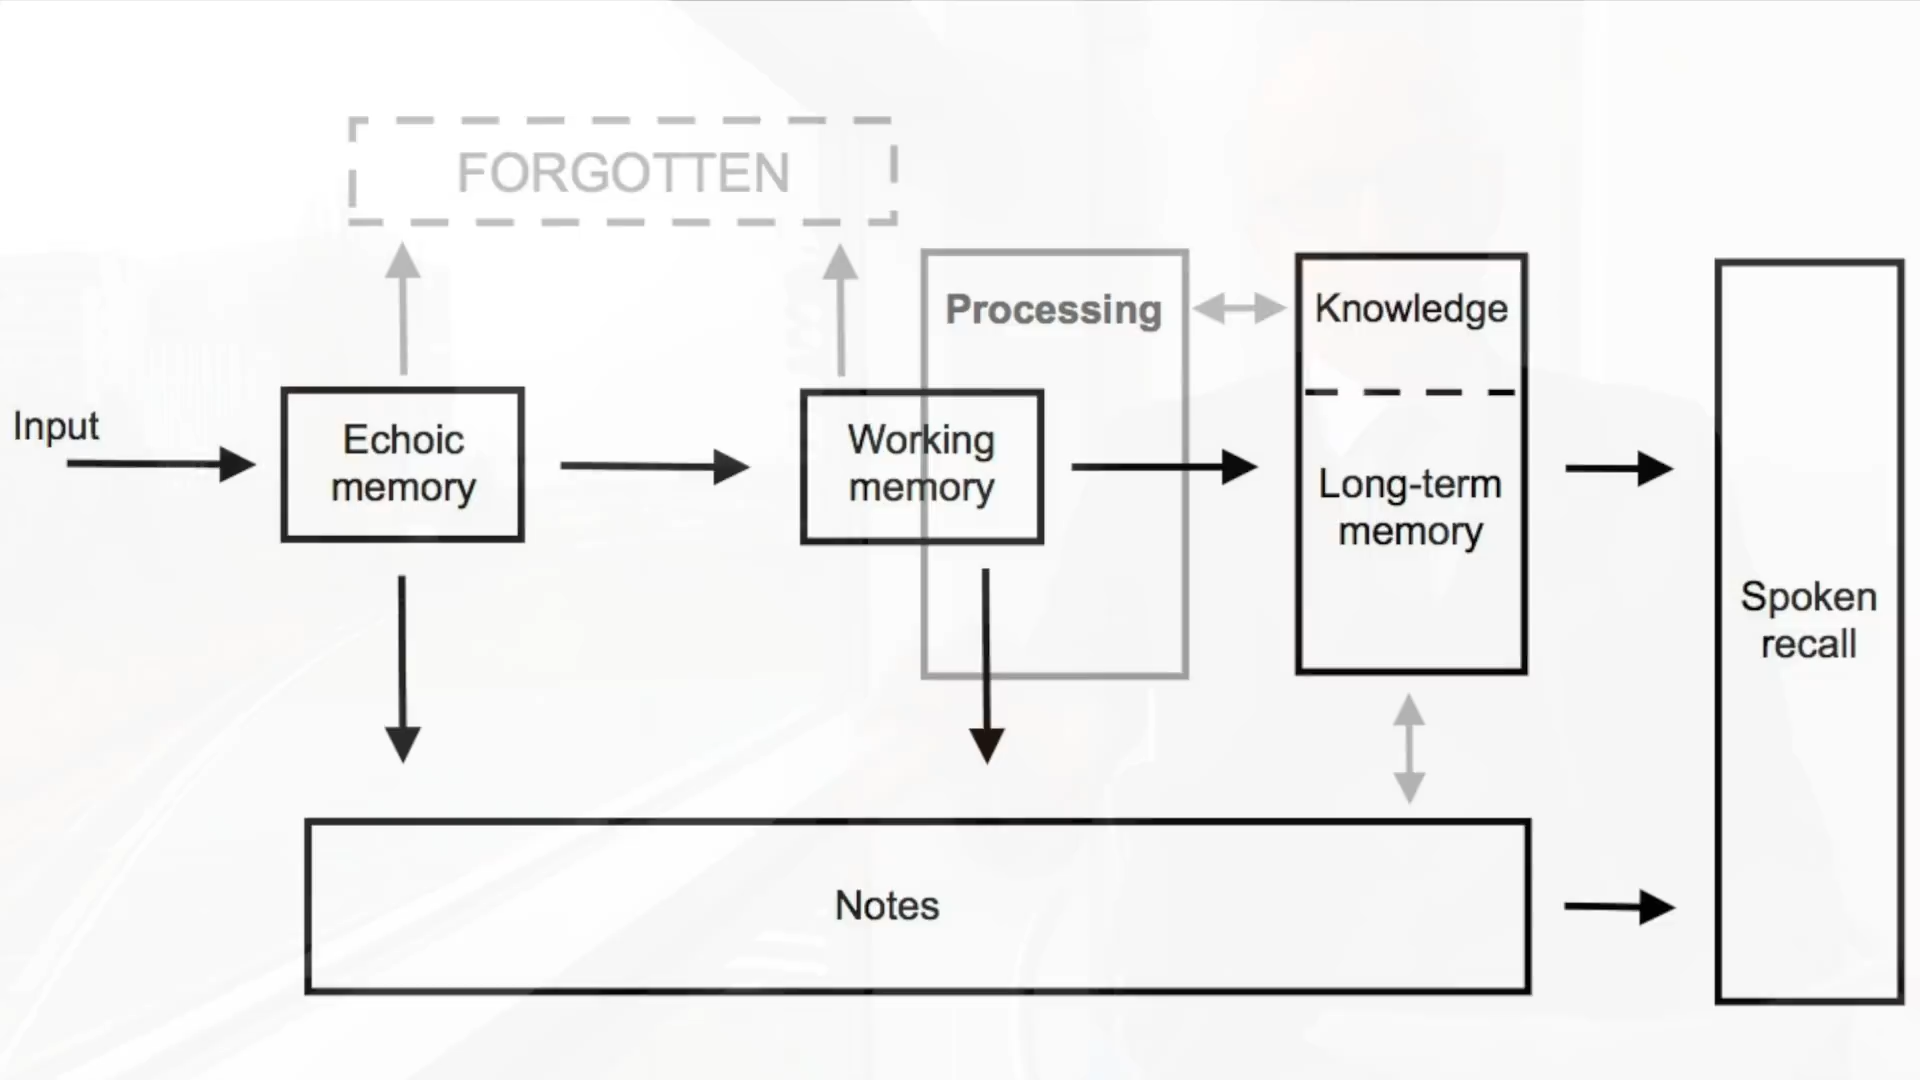 FORGOTTEN
Processing
Knowledge
Input
Echoic
memory
Working
memory
Long-term
memory
Spoken
recall
Notes